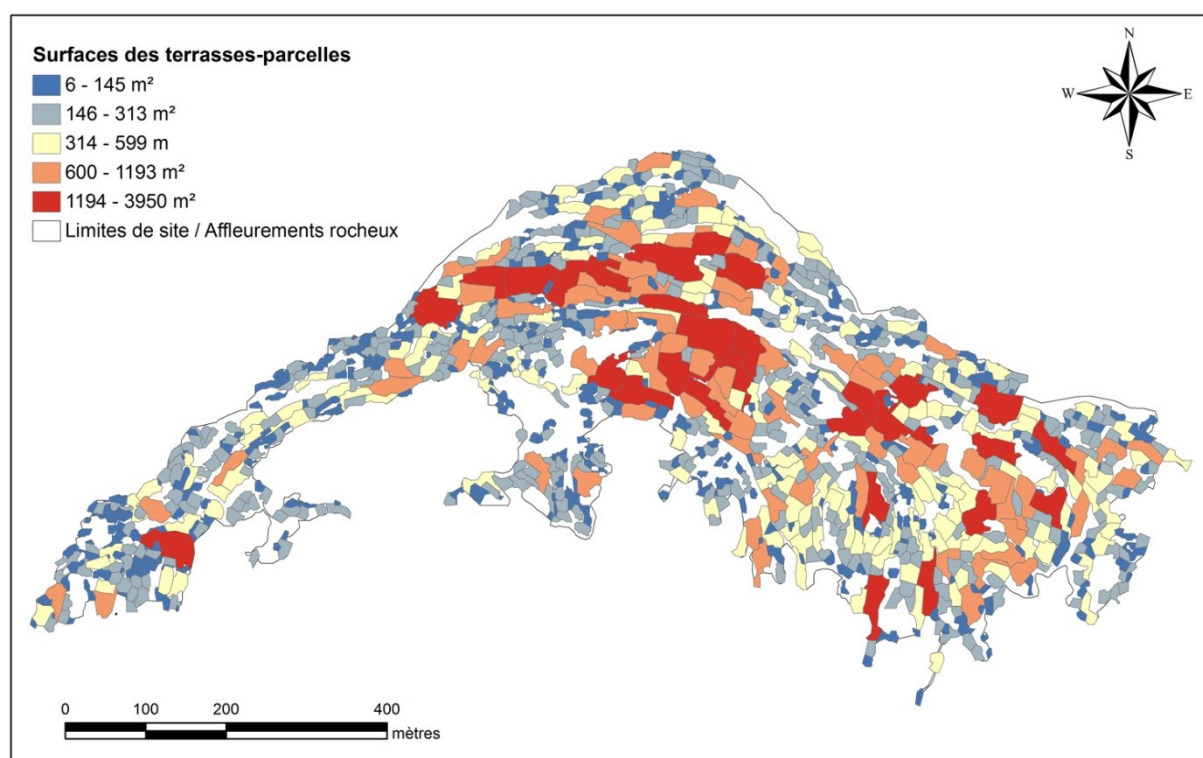 Surfaces des terrasses-parcelles
6 - 145 m²
146 - 313 m²
314 - 599 m
600 - 1193 m²
1194 - 3950 m²
Limites de site / Affleurements rocheux
N
W E
S
0 100 200 400
mètres